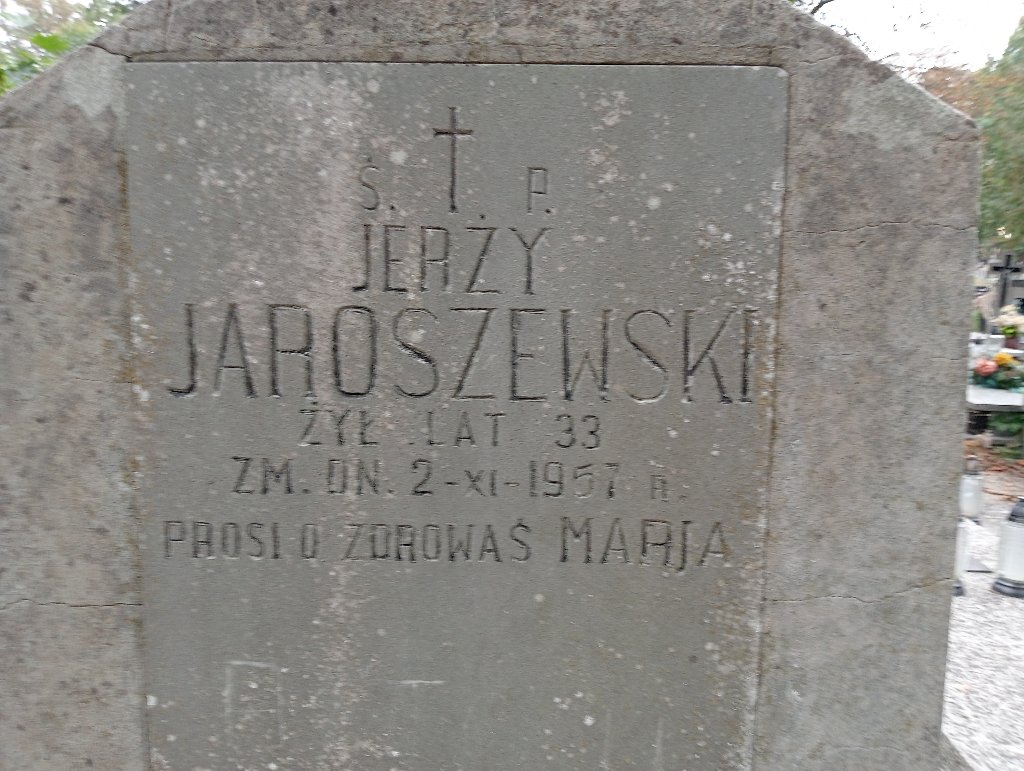 Ś. P.
JERZY
JAROSZEWSKI
ŻYŁ LAT 33
ZM. DN. 2-XI-1957 R.
PROSI O ZDROWAŚ MARJA